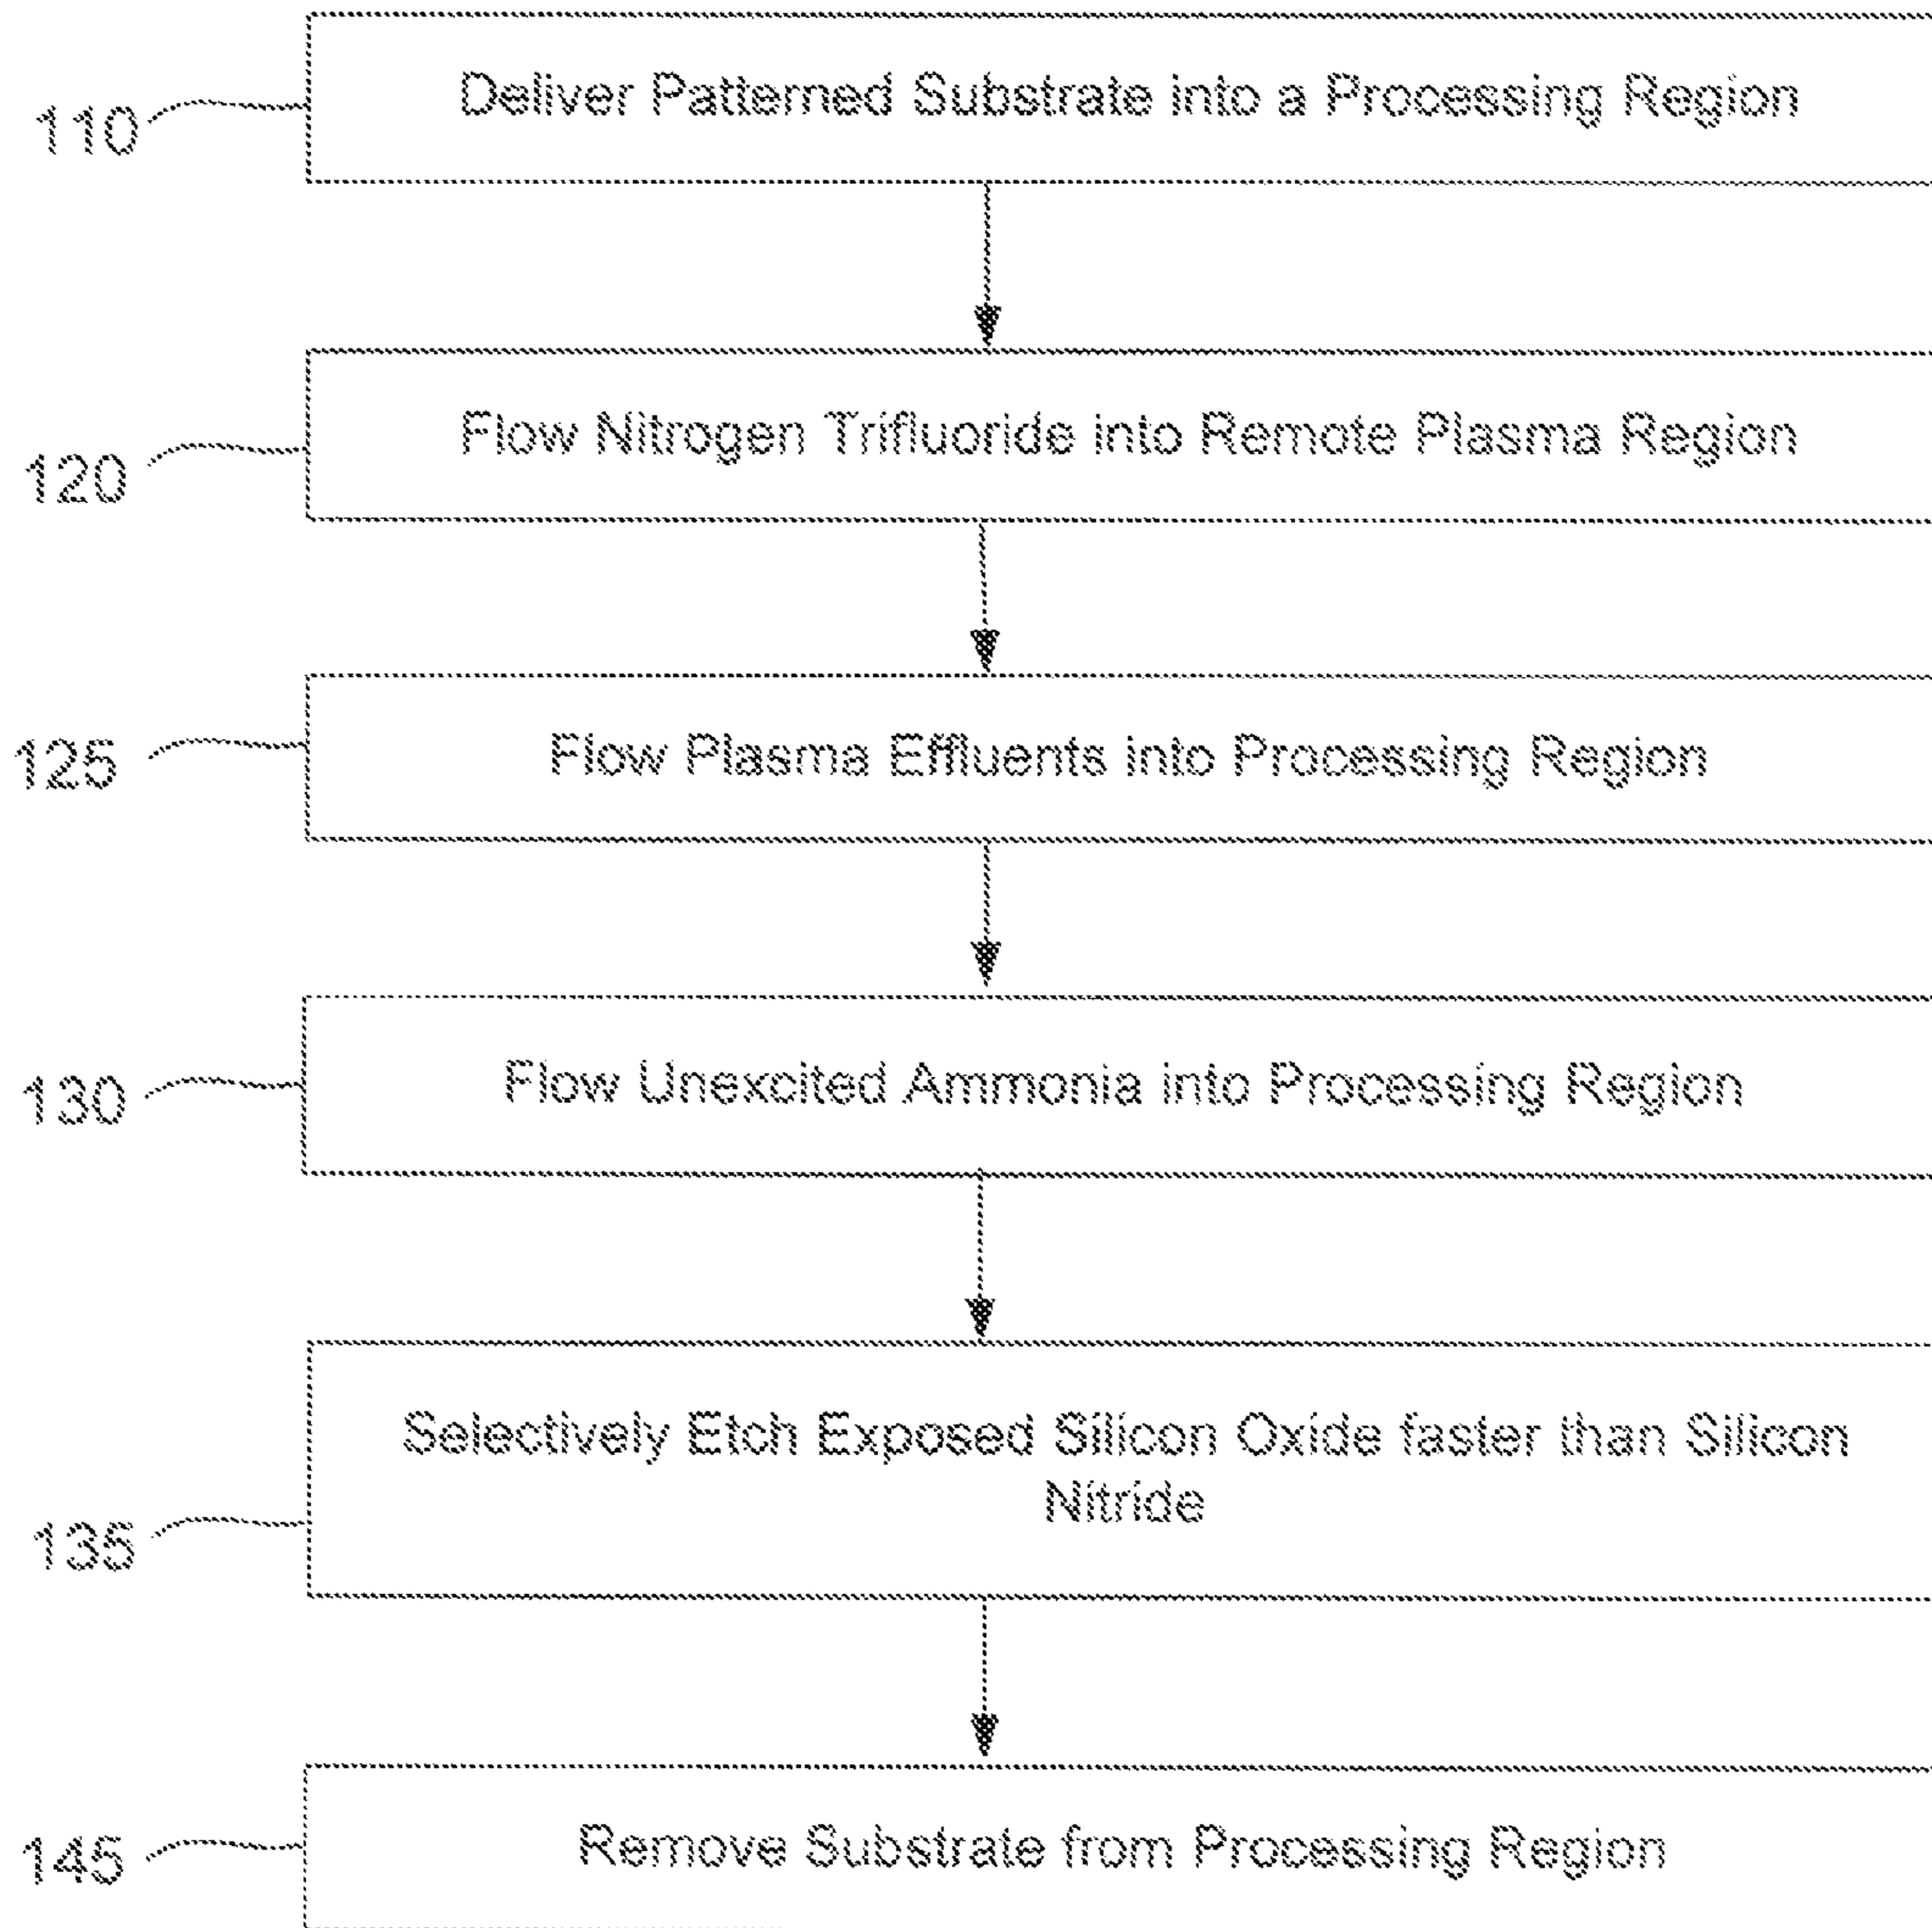 Deliver Patterned Substrate into a Processing Region
110
Flow Nitrogen Trifluoride into Remote Plasma Region
120
Flow Plasma Effluents into Processing Region
125
Flow Unexcited Ammonia into Processing Region
130
Selectively Etch Exposed Silicon Oxide faster than Silicon
Nitride
135
Remove Substrate from Processing Region
145